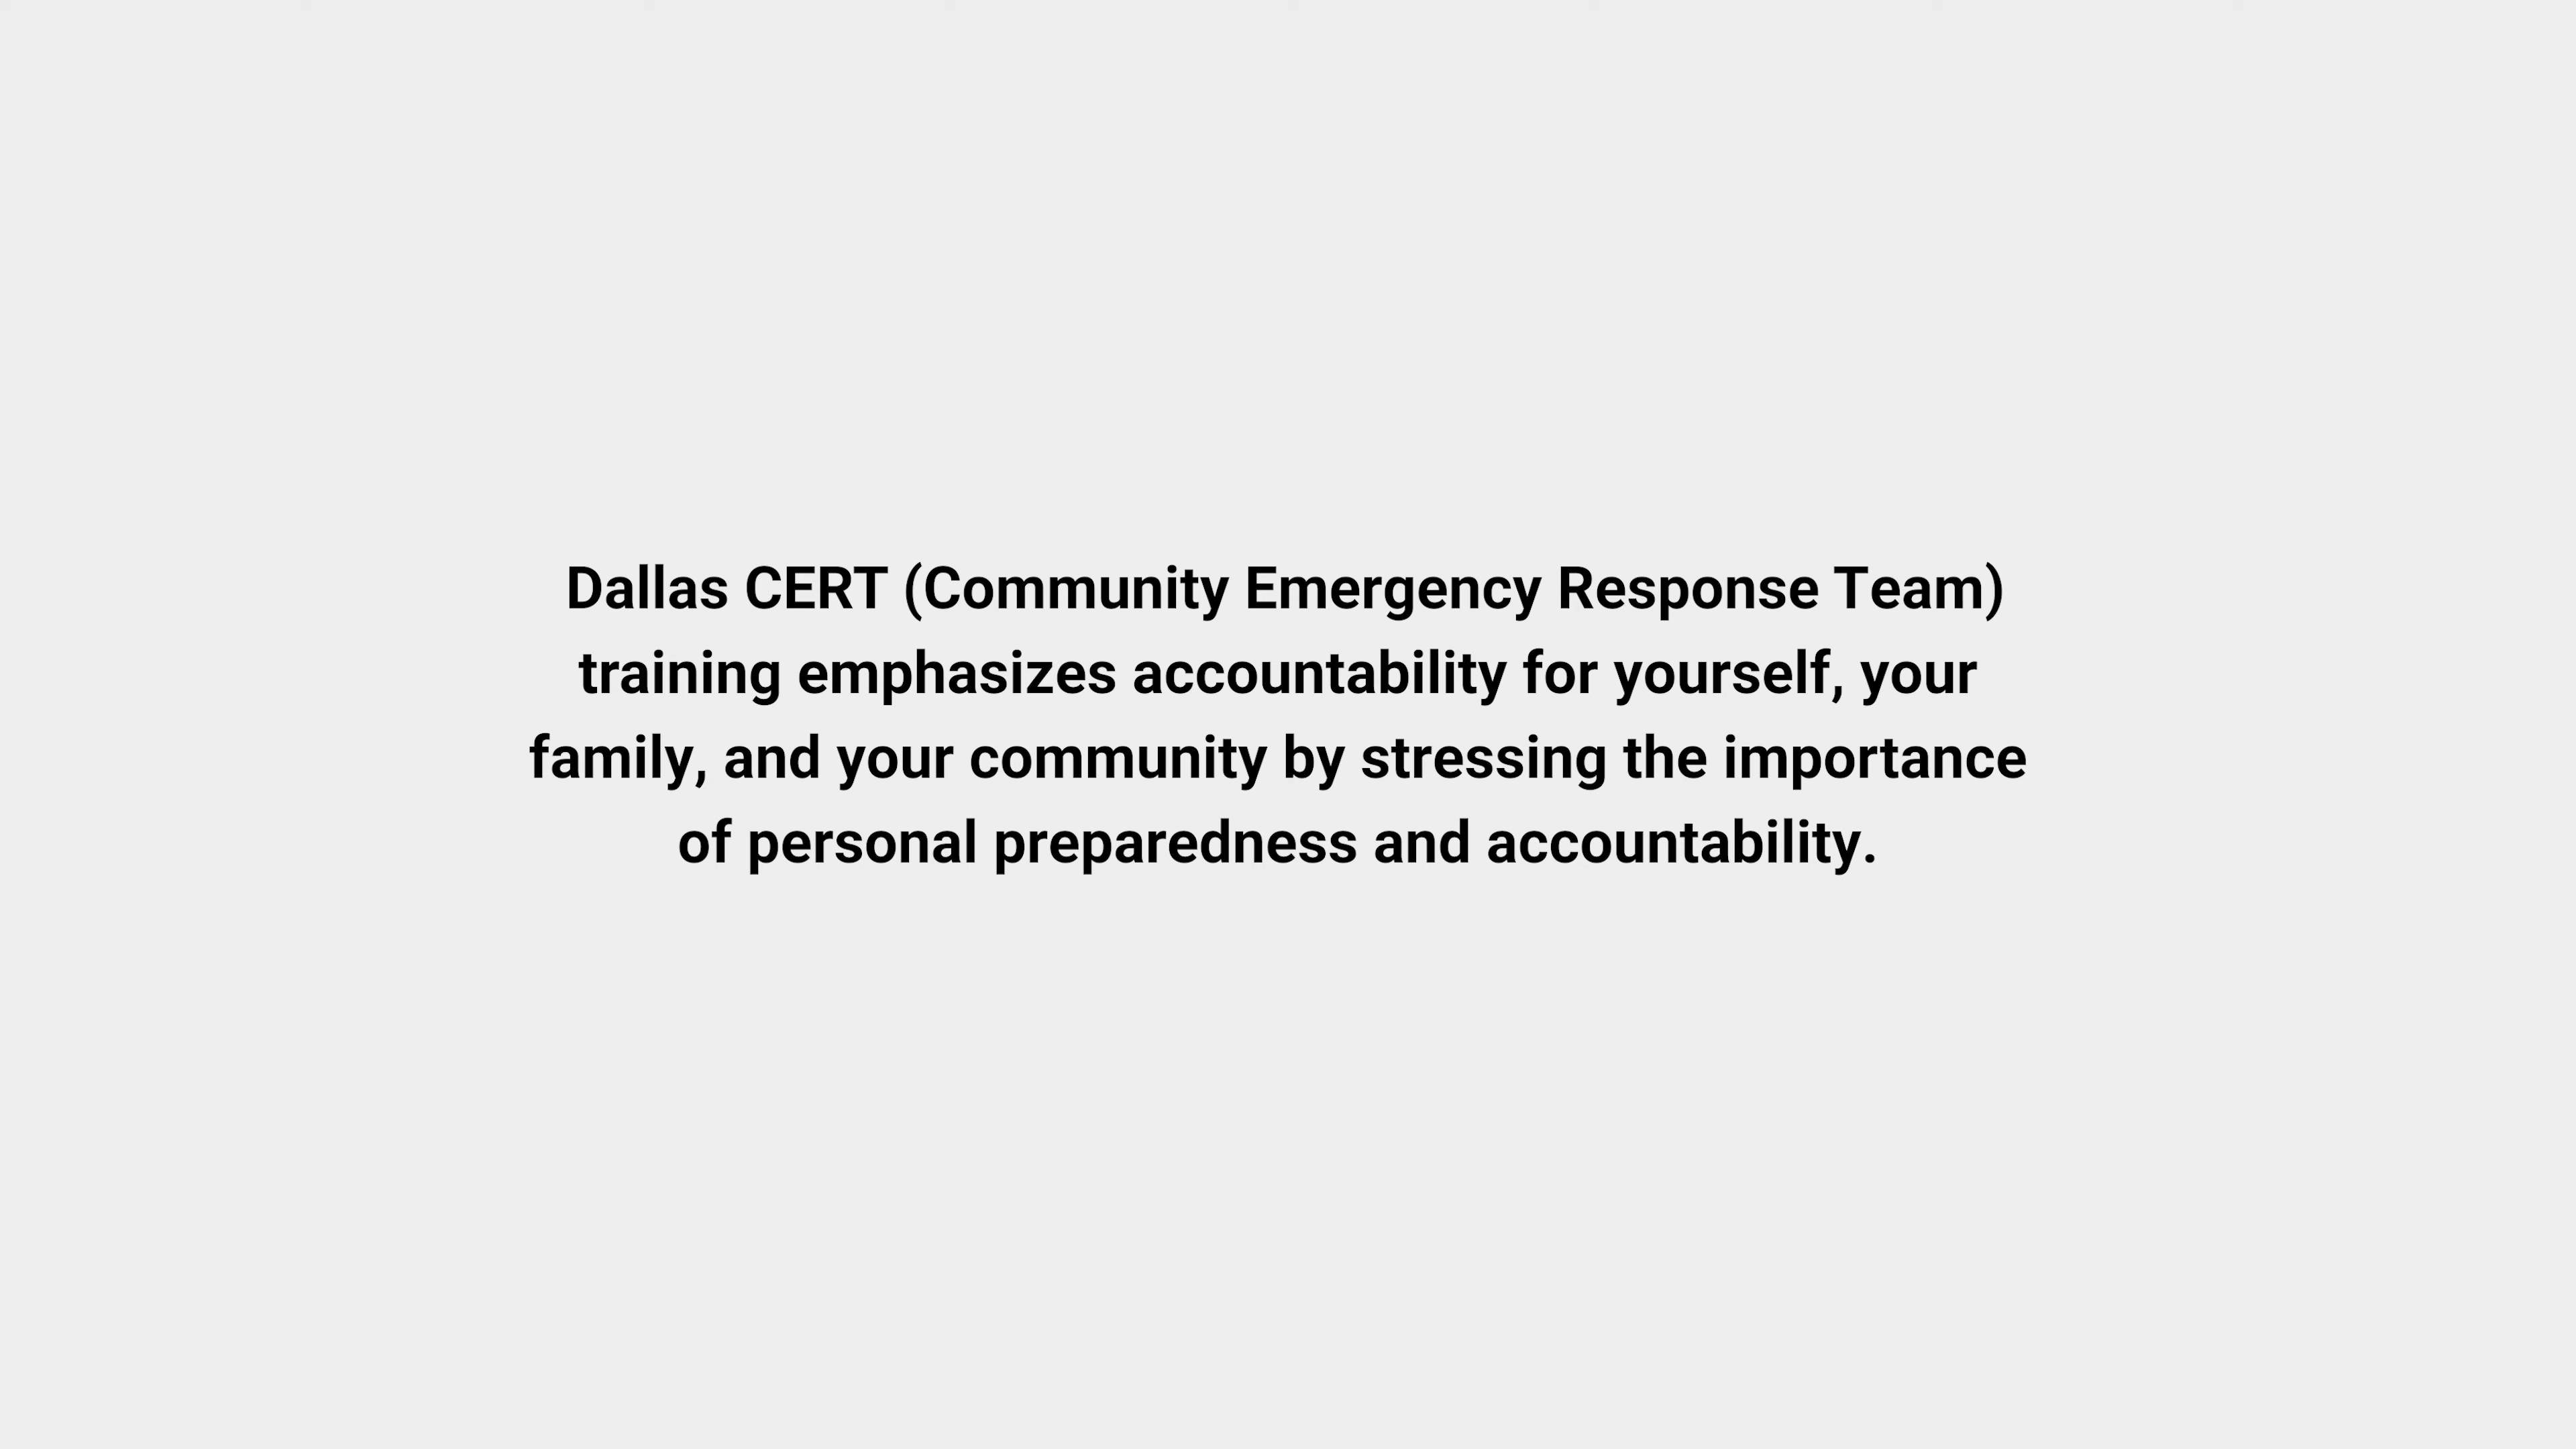 Dallas CERT (Community Emergency Response Team)
training emphasizes accountability for yourself, your
family, and your community by stressing the importance
of personal preparedness and accountability.